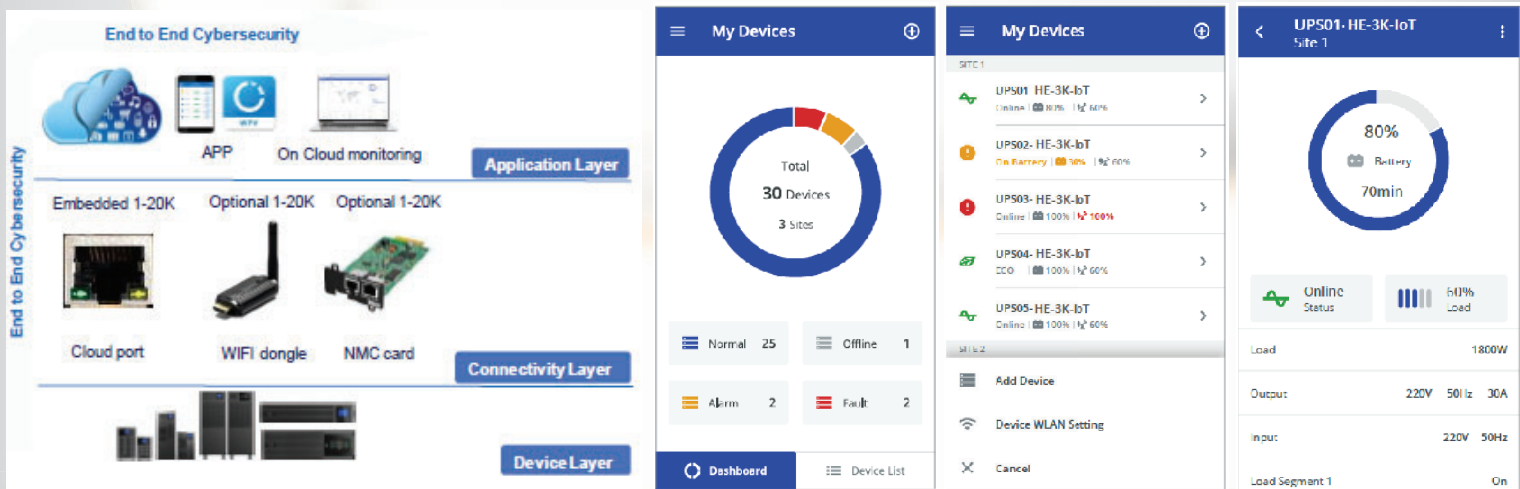 End to End Cybersecurity
End to End Cybersecurity
APP
On Cloud monitoring
Application Layer
Embedded 1-20K
Optional 1-20K
Optional 1-20K
Cloud port
WIFI dongle
NMC card
Connectivity Layer
Device Layer
My Devices
Total
30 Devices
3 Sites
Normal 25
Offline 1
Alarm 2
Fault 2
Dashboard
Device List
My Devices
SITE 1
UPS01 HE-3K-IoT
Online | 80% | 60%
UPS02- HE-3K-IoT
On Barrery | 30% | 60%
UPS03- HE-3K-IoT
Online | 100% | 100%
UPS04- HE-3K-IoT
ECO | 100% | 60%
UPS05- HE-3K-IoT
Online | 100% | 60%
SITE 2
Add Device
Device WLAN Setting
Cancel
UPS01- HE-3K-IoT
Site 1
80%
Battery
70min
Online
Status
60%
Load
Load 1800W
Output 220V 50Hz 30A
Input 220V 50Hz
Load Segment 1 On